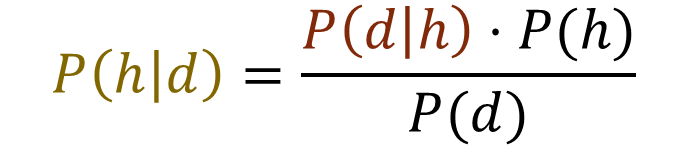 P(h|d) = P(d|h) · P(h)
P(d)